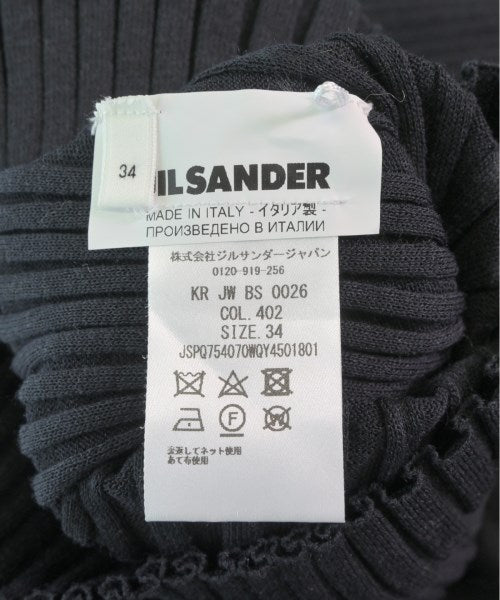 34
IL SANDER
MADE IN ITALY - イタリア製 -
ПРОИЗВЕДЕНО В ИТАЛИИ
株式会社ジルサンダージャパン
0120-919-256
KR JW BS 0026
COL. 402
SIZE. 34
JSPQ754070WQY4501801
F
W
裏返してネット使用
あて布使用